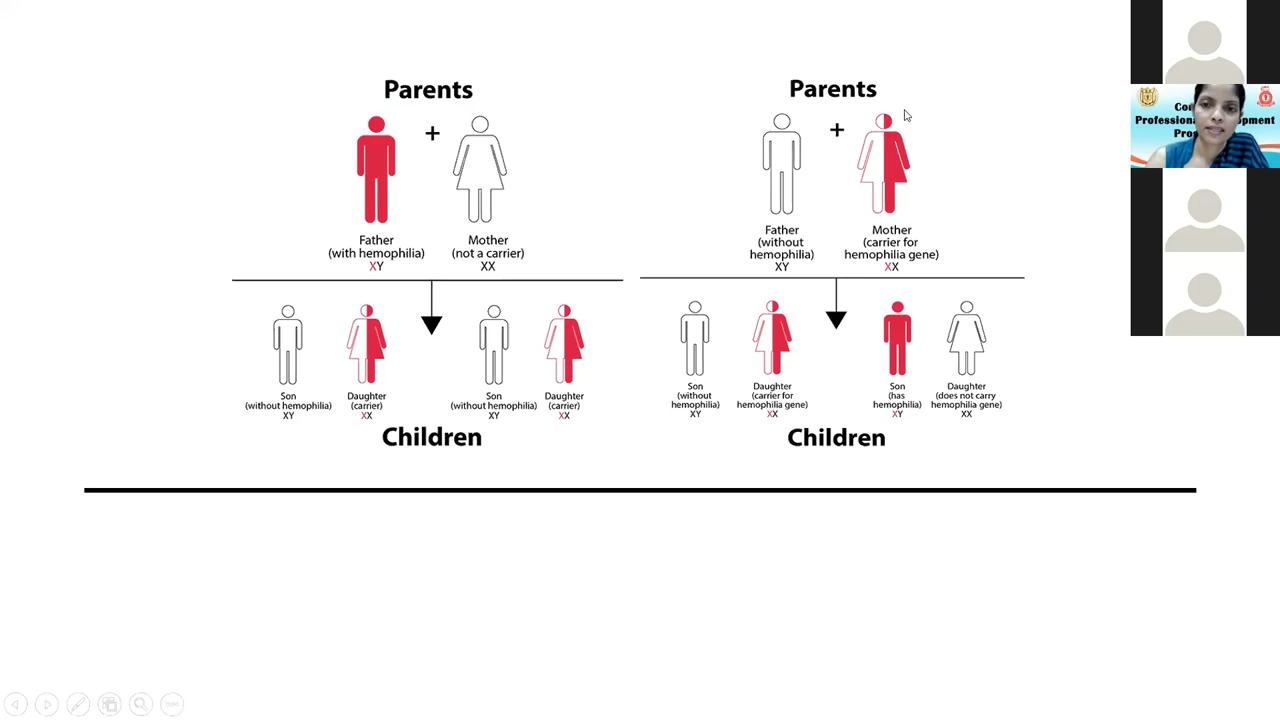 Parents
+
Father
(with hemophilia)
XY
Mother
(not a carrier)
XX
Son
(without hemophilia)
XY
Daughter
(carrier)
XX
Son
(without hemophilia)
XY
Daughter
(carrier)
XX
Children
Parents
+
Father
(without
hemophilia)
XY
Mother
(carrier for
hemophilia gene)
XX
Son
(without
hemophilia)
XY
Daughter
(carrier for
hemophilia gene)
XX
Son
(has
hemophilia)
XY
Daughter
(does not carry
hemophilia gene)
XX
Children